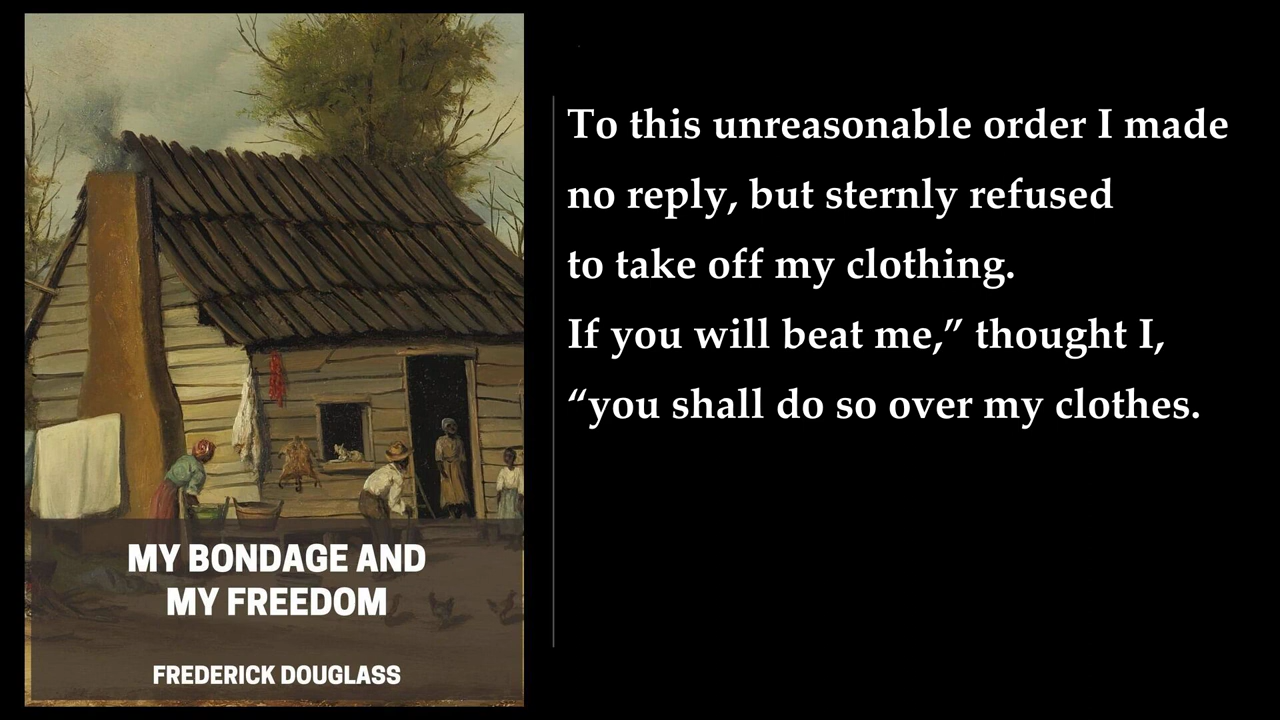 MY BONDAGE AND
MY FREEDOM
FREDERICK DOUGLASS
To this unreasonable order I made
no reply, but sternly refused
to take off my clothing.
If you will beat me,” thought I,
“you shall do so over my clothes.